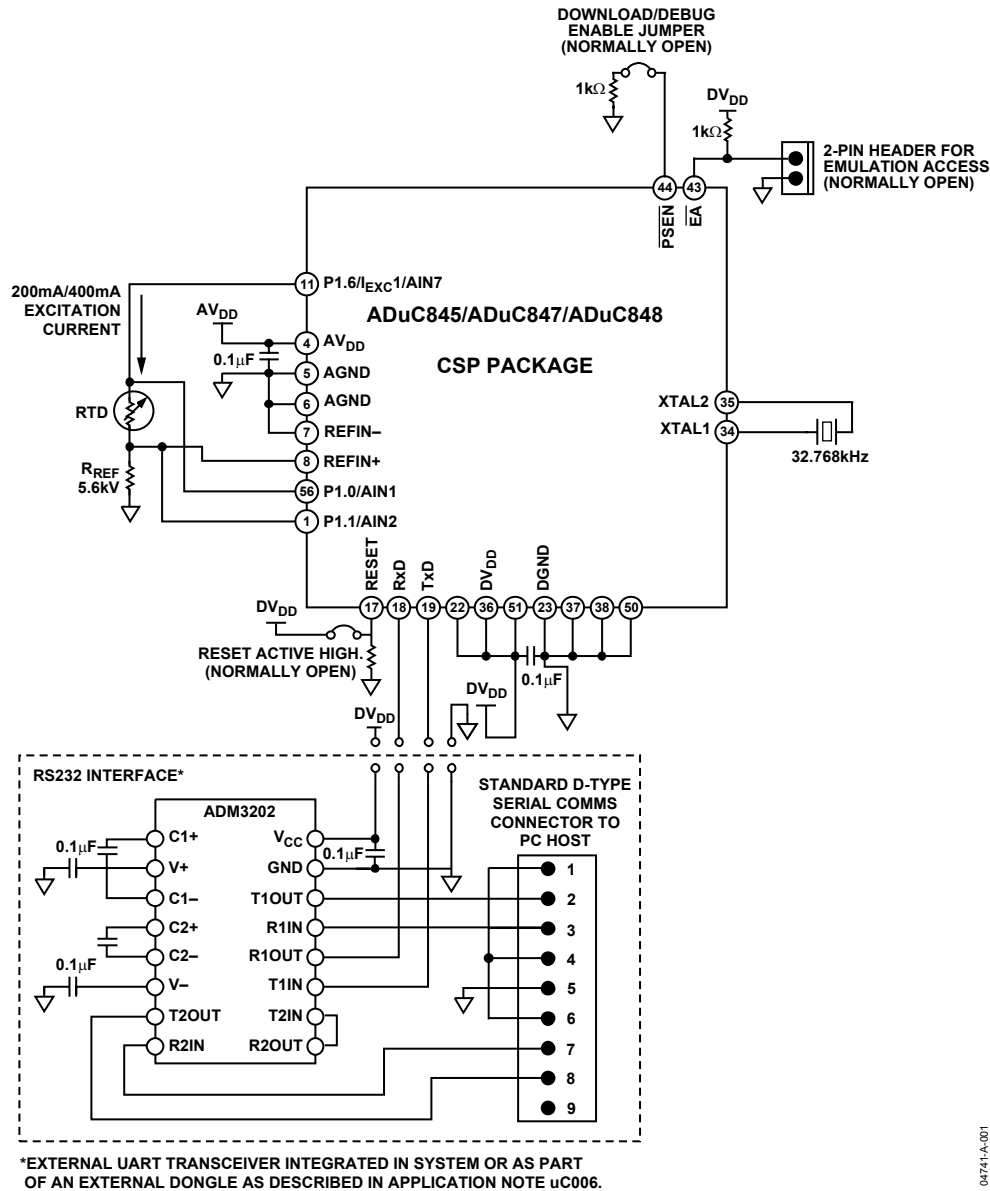 DOWNLOAD/DEBUG
ENABLE JUMPER
(NORMALLY OPEN)
1kΩ
DVDD
1kΩ
2-PIN HEADER FOR
EMULATION ACCESS
(NORMALLY OPEN)
44
43
PSEN
EA
200mA/400mA
EXCITATION
CURRENT
11
P1.6/IEXC1/AIN7
ADuC845/ADuC847/ADuC848
CSP PACKAGE
AVDD
4
AVDD
0.1μF
5
AGND
6
AGND
7
REFIN–
8
REFIN+
56
P1.0/AIN1
1
P1.1/AIN2
RTD
RREF
5.6kV
XTAL2
35
XTAL1
34
32.768kHz
RESET
RxD
TxD
DVDD
DGND
17
18
19
22
36
51
23
37
38
50
DVDD
RESET ACTIVE HIGH.
(NORMALLY OPEN)
0.1μF
DVDD
DVDD
RS232 INTERFACE*
STANDARD D-TYPE
SERIAL COMMS
CONNECTOR TO
PC HOST
ADM3202
C1+
V+
C1–
C2+
C2–
V–
T2OUT
R2IN
VCC
GND
T1OUT
R1IN
R1OUT
T1IN
T2IN
R2OUT
0.1μF
0.1μF
0.1μF
1
2
3
4
5
6
7
8
9
*EXTERNAL UART TRANSCEIVER INTEGRATED IN SYSTEM OR AS PART
OF AN EXTERNAL DONGLE AS DESCRIBED IN APPLICATION NOTE uC006.
04741-A-001